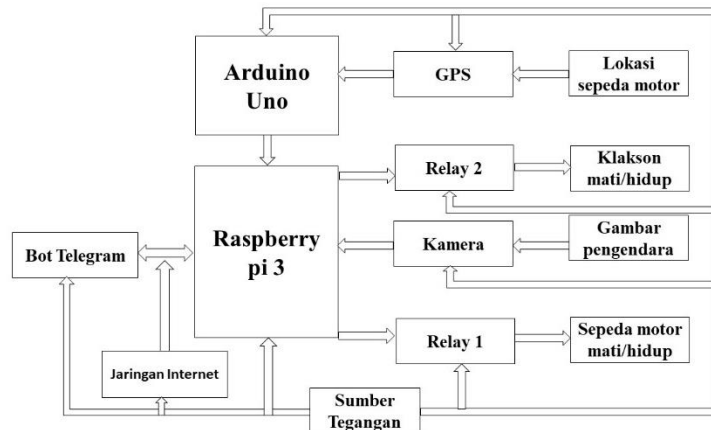 Arduino
Uno
GPS
Lokasi
sepeda motor
Relay 2
Klakson
mati/hidup
Raspberry
pi 3
Bot Telegram
Kamera
Gambar
pengendara
Relay 1
Sepeda motor
mati/hidup
Jaringan Internet
Sumber
Tegangan